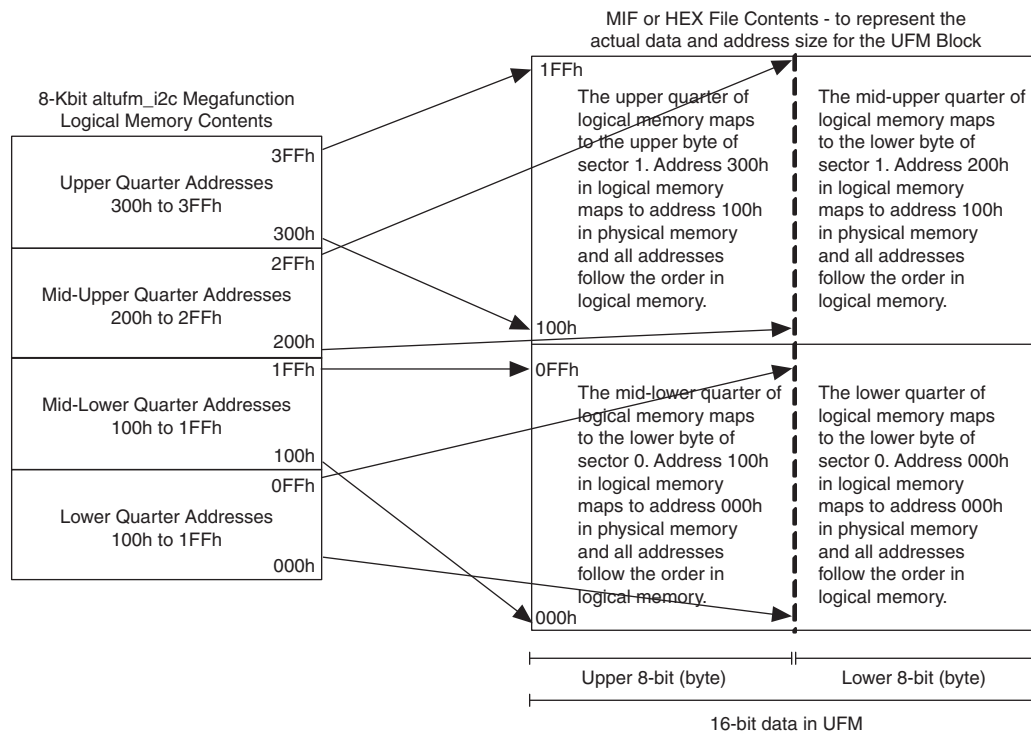 MIF or HEX File Contents - to represent the
actual data and address size for the UFM Block
8-Kbit altufm_i2c Megafunction
Logical Memory Contents
3FFh
Upper Quarter Addresses
300h to 3FFh
300h
2FFh
Mid-Upper Quarter Addresses
200h to 2FFh
200h
1FFh
Mid-Lower Quarter Addresses
100h to 1FFh
100h
0FFh
Lower Quarter Addresses
100h to 1FFh
000h
1FFh
The upper quarter of
logical memory maps
to the upper byte of
sector 1. Address 300h
in logical memory
maps to address 100h
in physical memory
and all addresses
follow the order in
logical memory.
100h
The mid-upper quarter of
logical memory maps
to the lower byte of
sector 1. Address 200h
in logical memory
maps to address 100h
in physical memory
and all addresses
follow the order in
logical memory.
0FFh
The mid-lower quarter of
logical memory maps
to the lower byte of
sector 0. Address 100h
in logical memory
maps to address 000h
in physical memory
and all addresses
follow the order in
logical memory.
000h
The lower quarter of
logical memory maps
to the lower byte of
sector 0. Address 000h
in logical memory
maps to address 000h
in physical memory
and all addresses
follow the order in
logical memory.
Upper 8-bit (byte)
Lower 8-bit (byte)
16-bit data in UFM